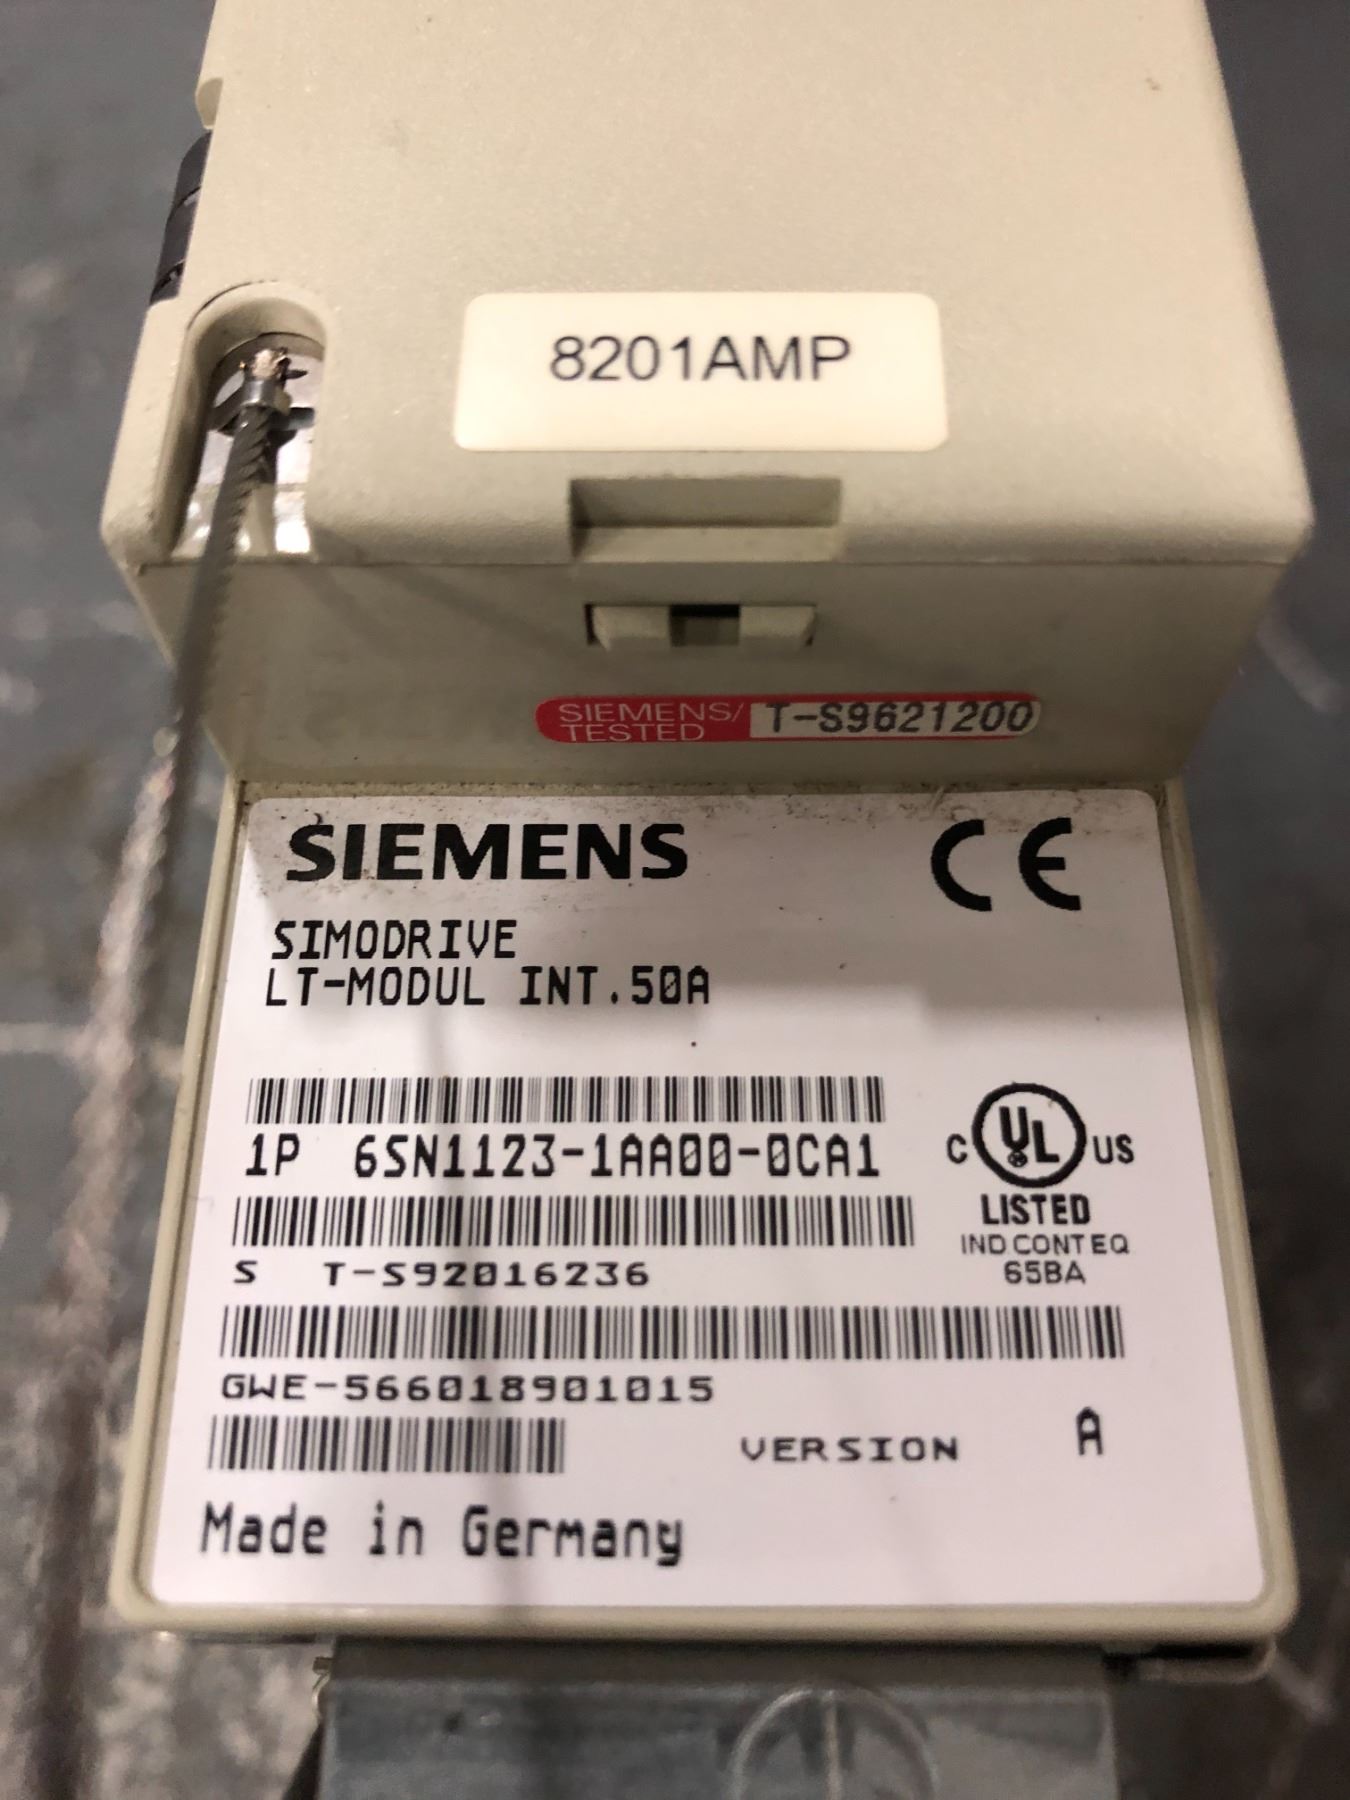 8201AMP
SIEMENS/
TESTED
T-S9621200
SIEMENS
CE
SIMODRIVE
LT-MODUL INT.50A
1P 6SN1123-1AA00-0CA1
C UL US
LISTED
IND CONT EQ
65BA
S T-S92016236
GWE-566018901015
VERSION A
Made in Germany